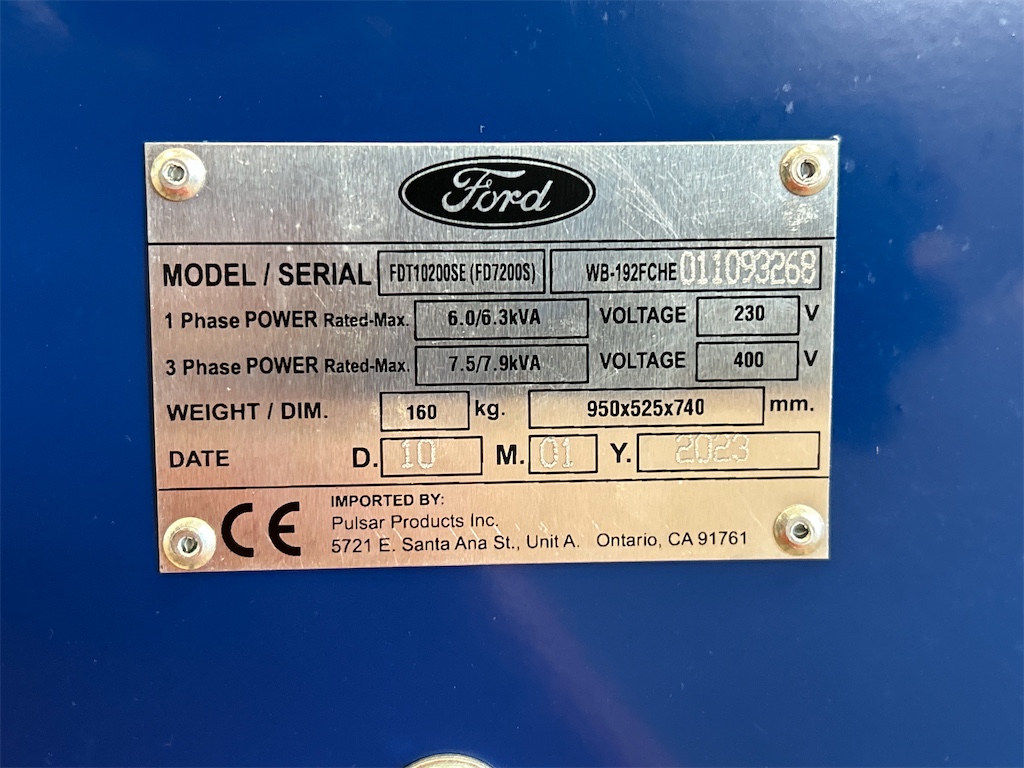 Ford
MODEL / SERIAL FDT10200SE (FD7200S) WB-192FCHE 011093268
1 Phase POWER Rated-Max. 6.0/6.3kVA VOLTAGE 230 V
3 Phase POWER Rated-Max. 7.5/7.9kVA VOLTAGE 400 V
WEIGHT / DIM. 160 kg. 950x525x740 mm.
DATE D. 10 M. 01 Y. 2023
CE IMPORTED BY:
Pulsar Products Inc.
5721 E. Santa Ana St., Unit A. Ontario, CA 91761